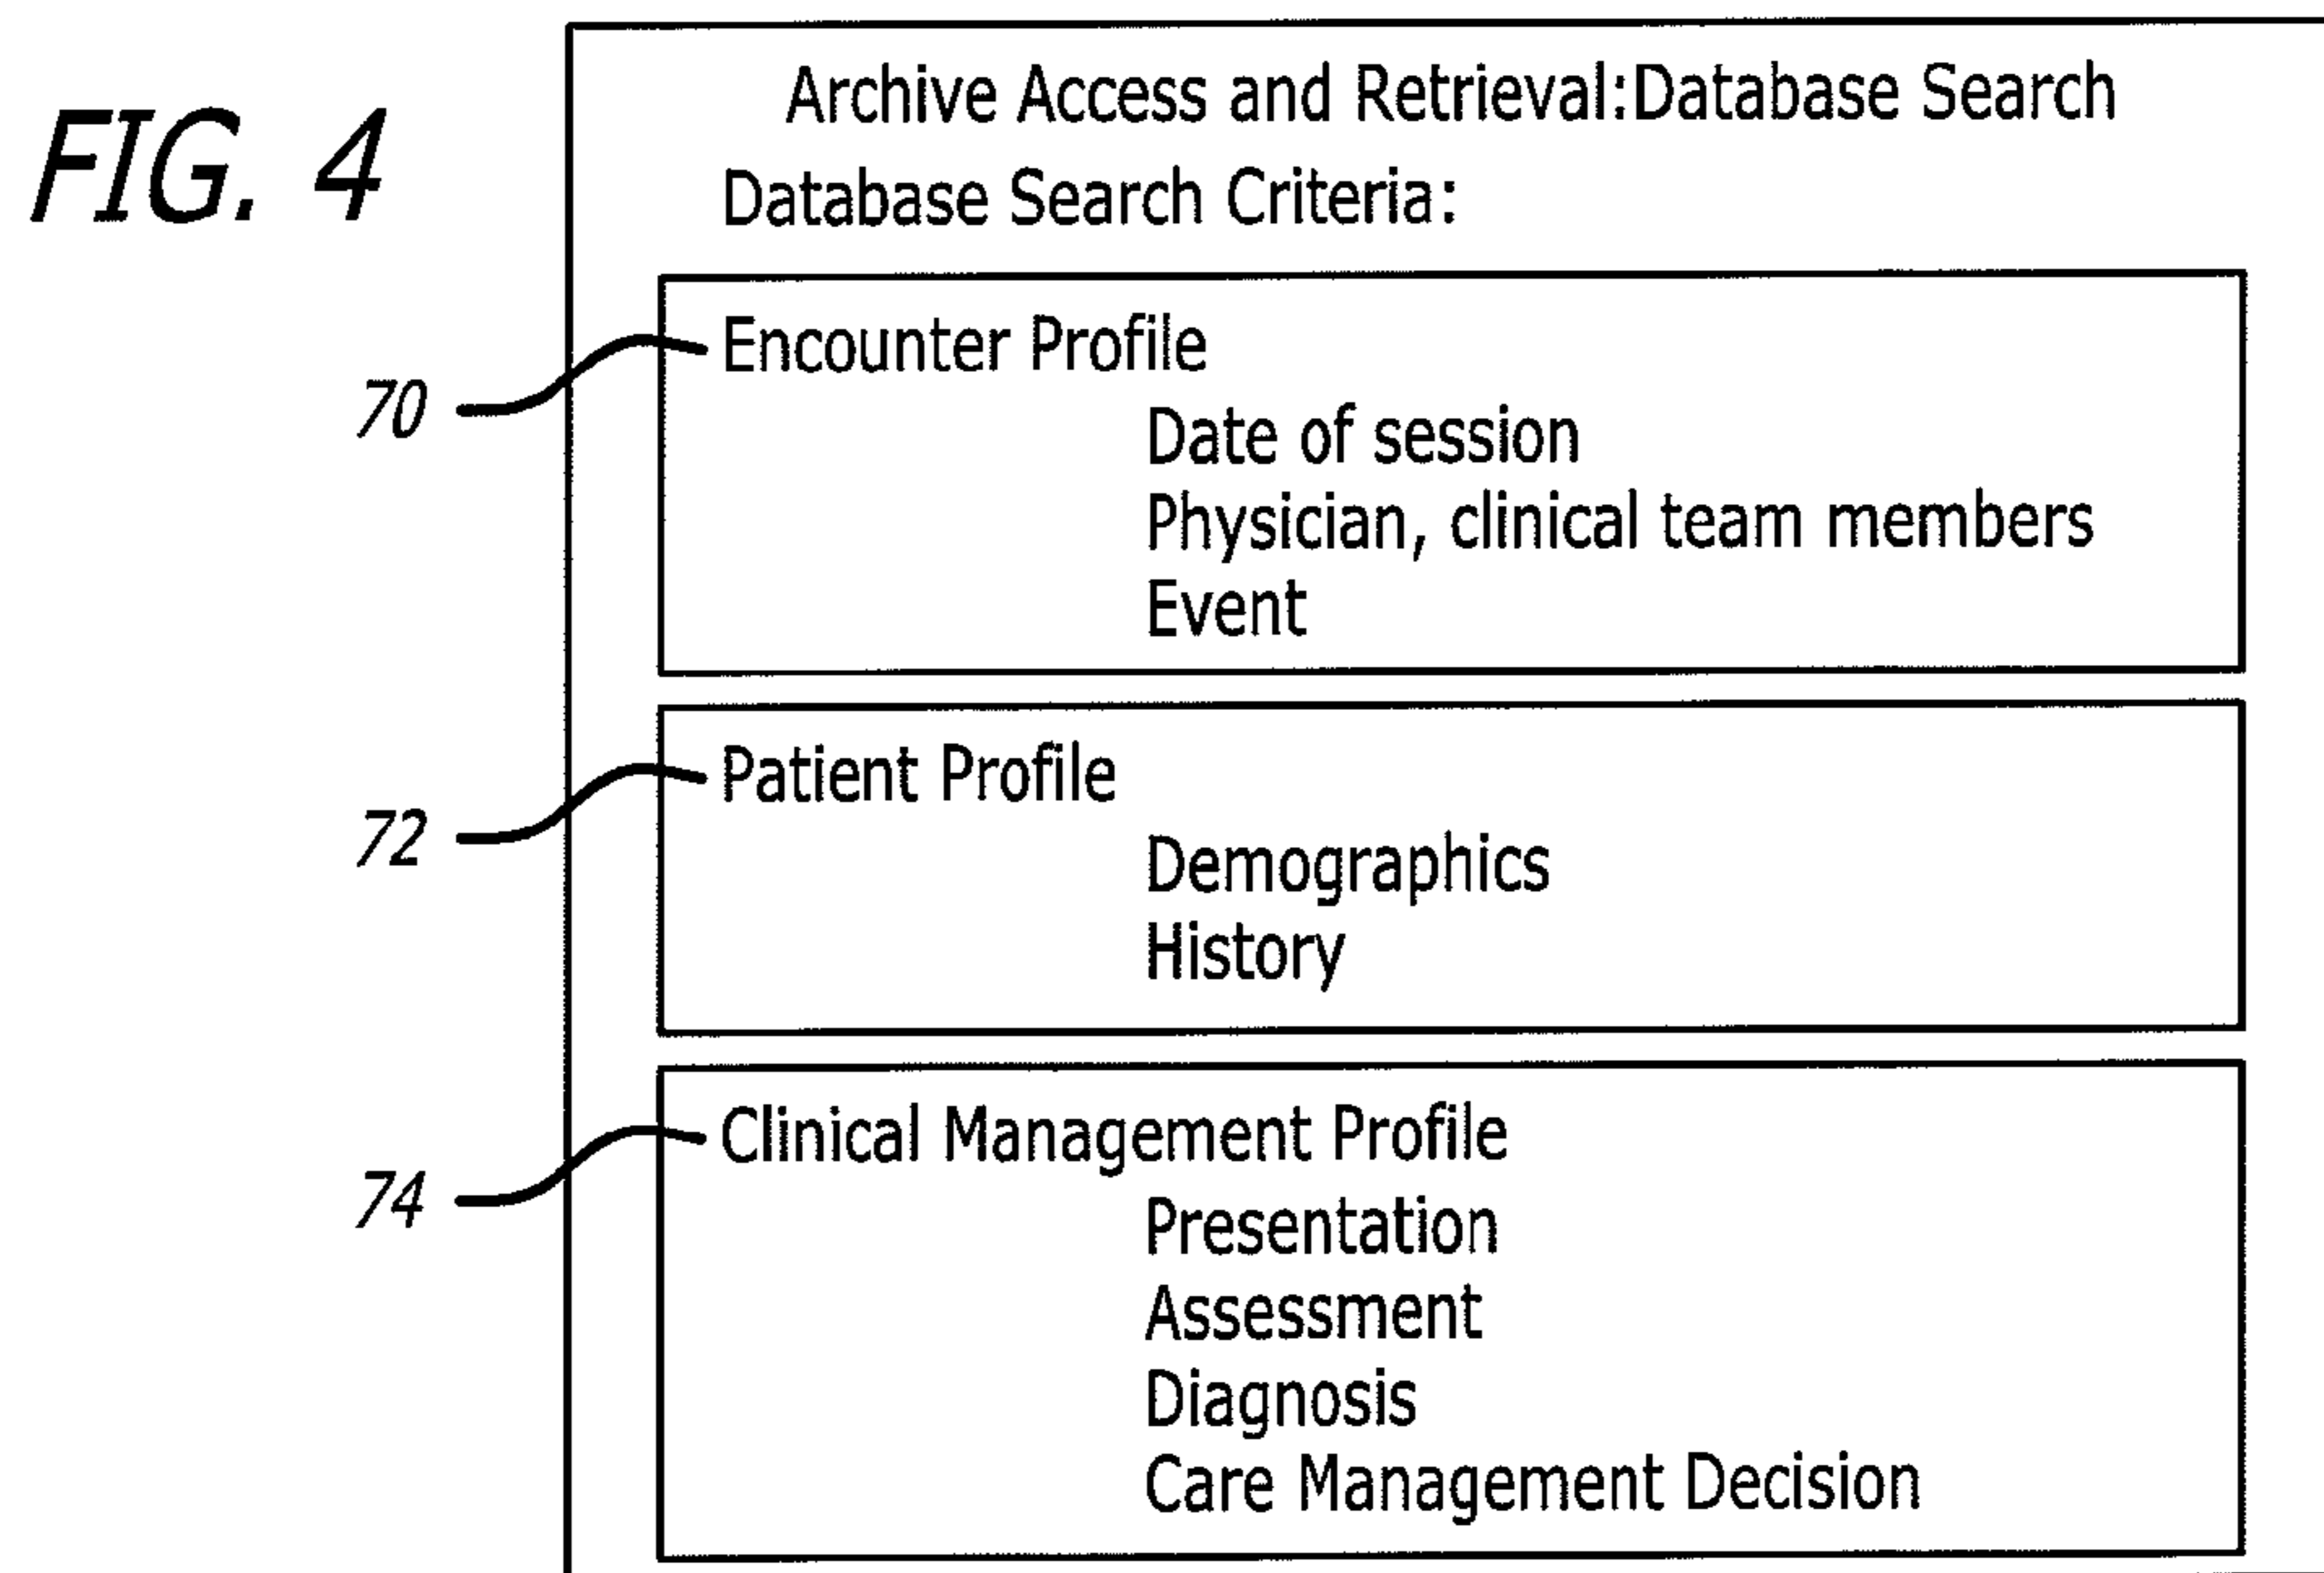 FIG. 4
Archive Access and Retrieval:Database Search
Database Search Criteria:
70
Encounter Profile
Date of session
Physician, clinical team members
Event
72
Patient Profile
Demographics
History
74
Clinical Management Profile
Presentation
Assessment
Diagnosis
Care Management Decision